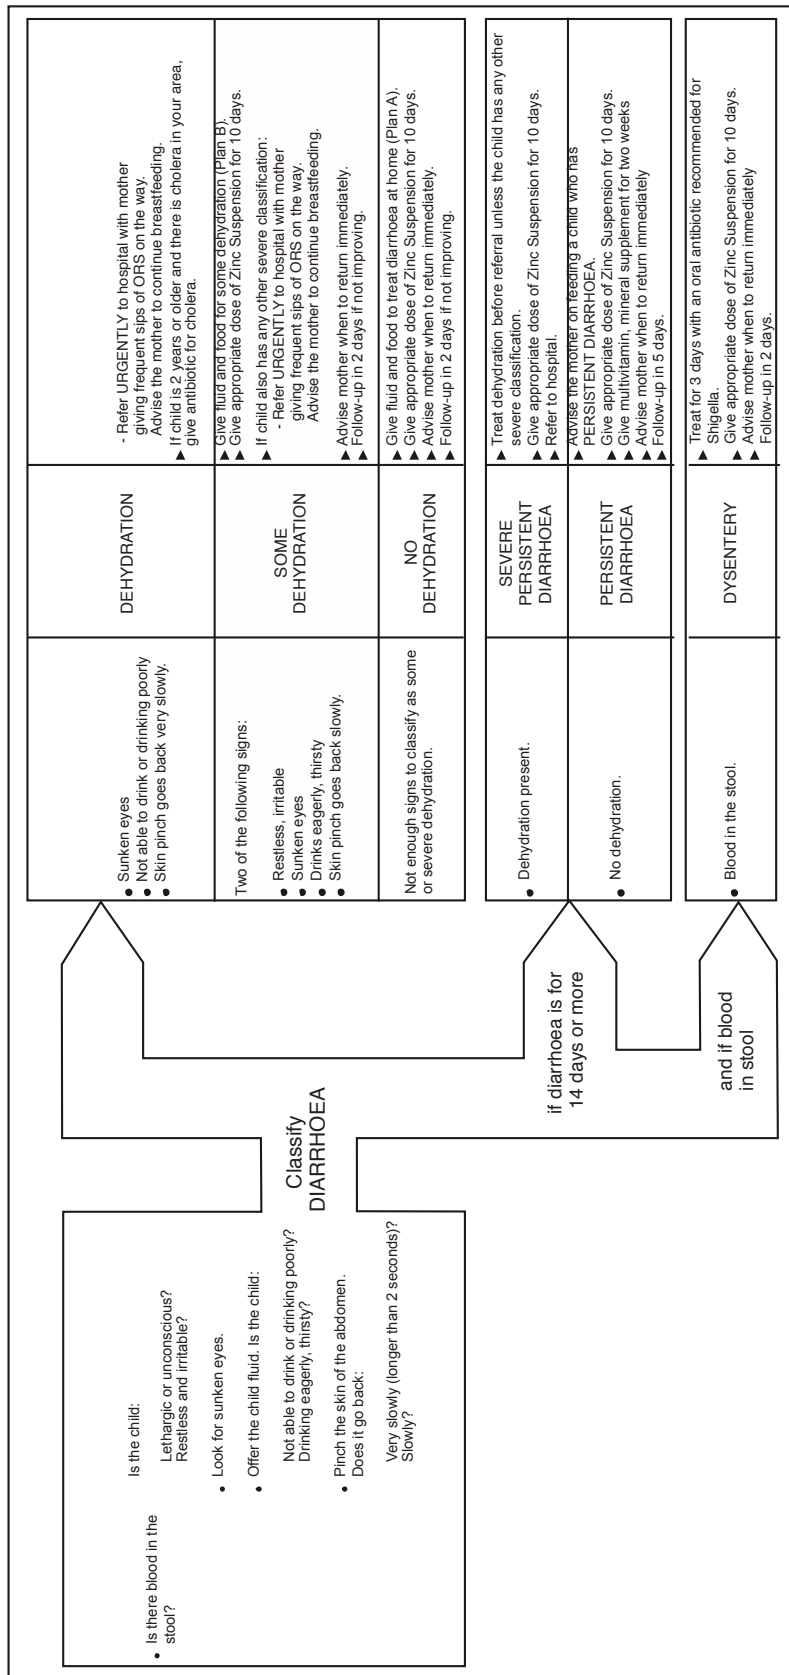 • Is there blood in the
stool?
Is the child:
Lethargic or unconscious?
Restless and irritable?
• Look for sunken eyes.
• Offer the child fluid. Is the child:
Not able to drink or drinking poorly?
Drinking eagerly, thirsty?
• Pinch the skin of the abdomen.
Does it go back:
Very slowly (longer than 2 seconds)?
Slowly?
Classify
DIARRHOEA
if diarrhoea is for
14 days or more
and if blood
in stool
• Sunken eyes
• Not able to drink or drinking poorly
• Skin pinch goes back very slowly.
DEHYDRATION
- Refer URGENTLY to hospital with mother
giving frequent sips of ORS on the way.
Advise the mother to continue breastfeeding.
▶ If child is 2 years or older and there is cholera in your area,
give antibiotic for cholera.
Two of the following signs:
• Restless, irritable
• Sunken eyes
• Drinks eagerly, thirsty
• Skin pinch goes back slowly.
SOME
DEHYDRATION
▶ Give fluid and food for some dehydration (Plan B).
▶ Give appropriate dose of Zinc Suspension for 10 days.
▶ If child also has any other severe classification:
- Refer URGENTLY to hospital with mother
giving frequent sips of ORS on the way.
Advise the mother to continue breastfeeding.
▶ Advise mother when to return immediately.
▶ Follow-up in 2 days if not improving.
Not enough signs to classify as some
or severe dehydration.
NO
DEHYDRATION
▶ Give fluid and food to treat diarrhoea at home (Plan A).
▶ Give appropriate dose of Zinc Suspension for 10 days.
▶ Advise mother when to return immediately.
▶ Follow-up in 2 days if not improving.
• Dehydration present.
SEVERE
PERSISTENT
DIARRHOEA
▶ Treat dehydration before referral unless the child has any other
severe classification.
▶ Give appropriate dose of Zinc Suspension for 10 days.
▶ Refer to hospital.
• No dehydration.
PERSISTENT
DIARRHOEA
▶ Advise the mother on feeding a child who has
PERSISTENT DIARRHOEA.
▶ Give appropriate dose of Zinc Suspension for 10 days.
▶ Give multivitamin, mineral supplement for two weeks
▶ Advise mother when to return immediately
▶ Follow-up in 5 days.
• Blood in the stool.
DYSENTERY
▶ Treat for 3 days with an oral antibiotic recommended for
Shigella.
▶ Give appropriate dose of Zinc Suspension for 10 days.
▶ Advise mother when to return immediately
▶ Follow-up in 2 days.